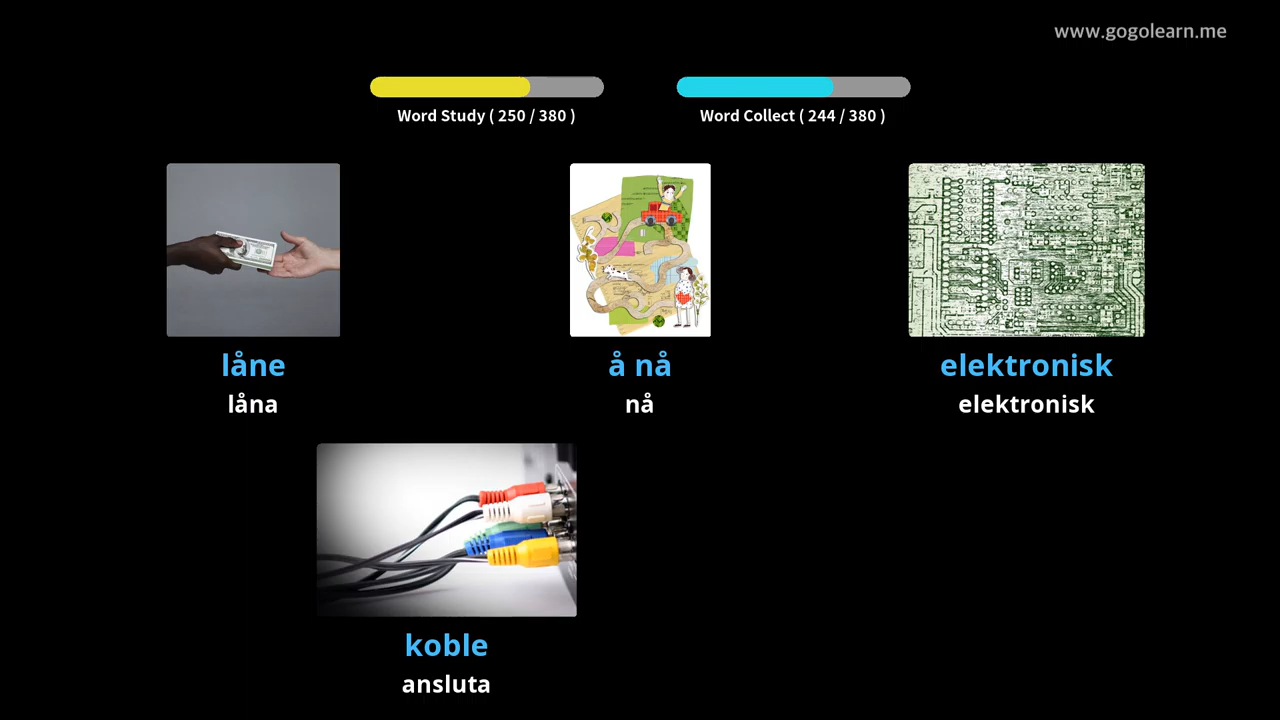 www.gogolearn.me
Word Study ( 250 / 380 )
Word Collect ( 244 / 380 )
låne
låna
å nå
nå
elektronisk
elektronisk
koble
ansluta